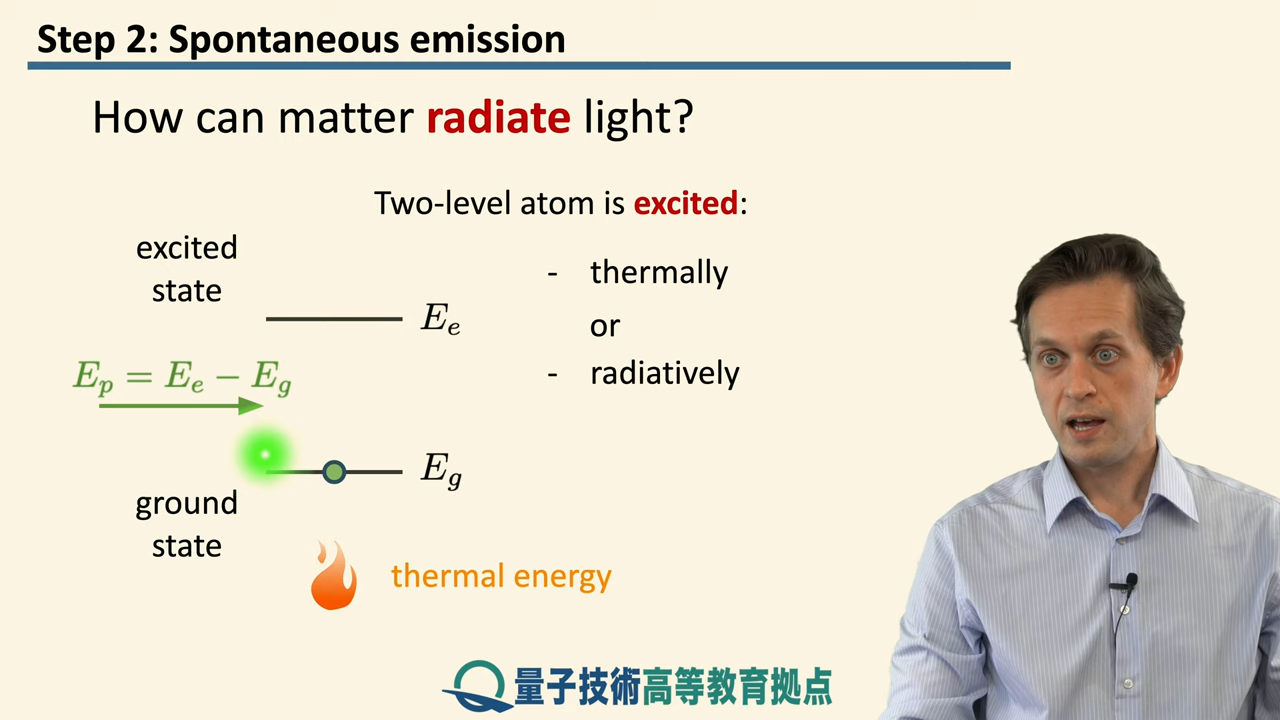 Step 2: Spontaneous emission
How can matter radiate light?
Two-level atom is excited:
excited
state
E_e
- thermally
or
- radiatively
E_p = E_e − E_g
E_g
ground
state
thermal energy
量子技術高等教育拠点